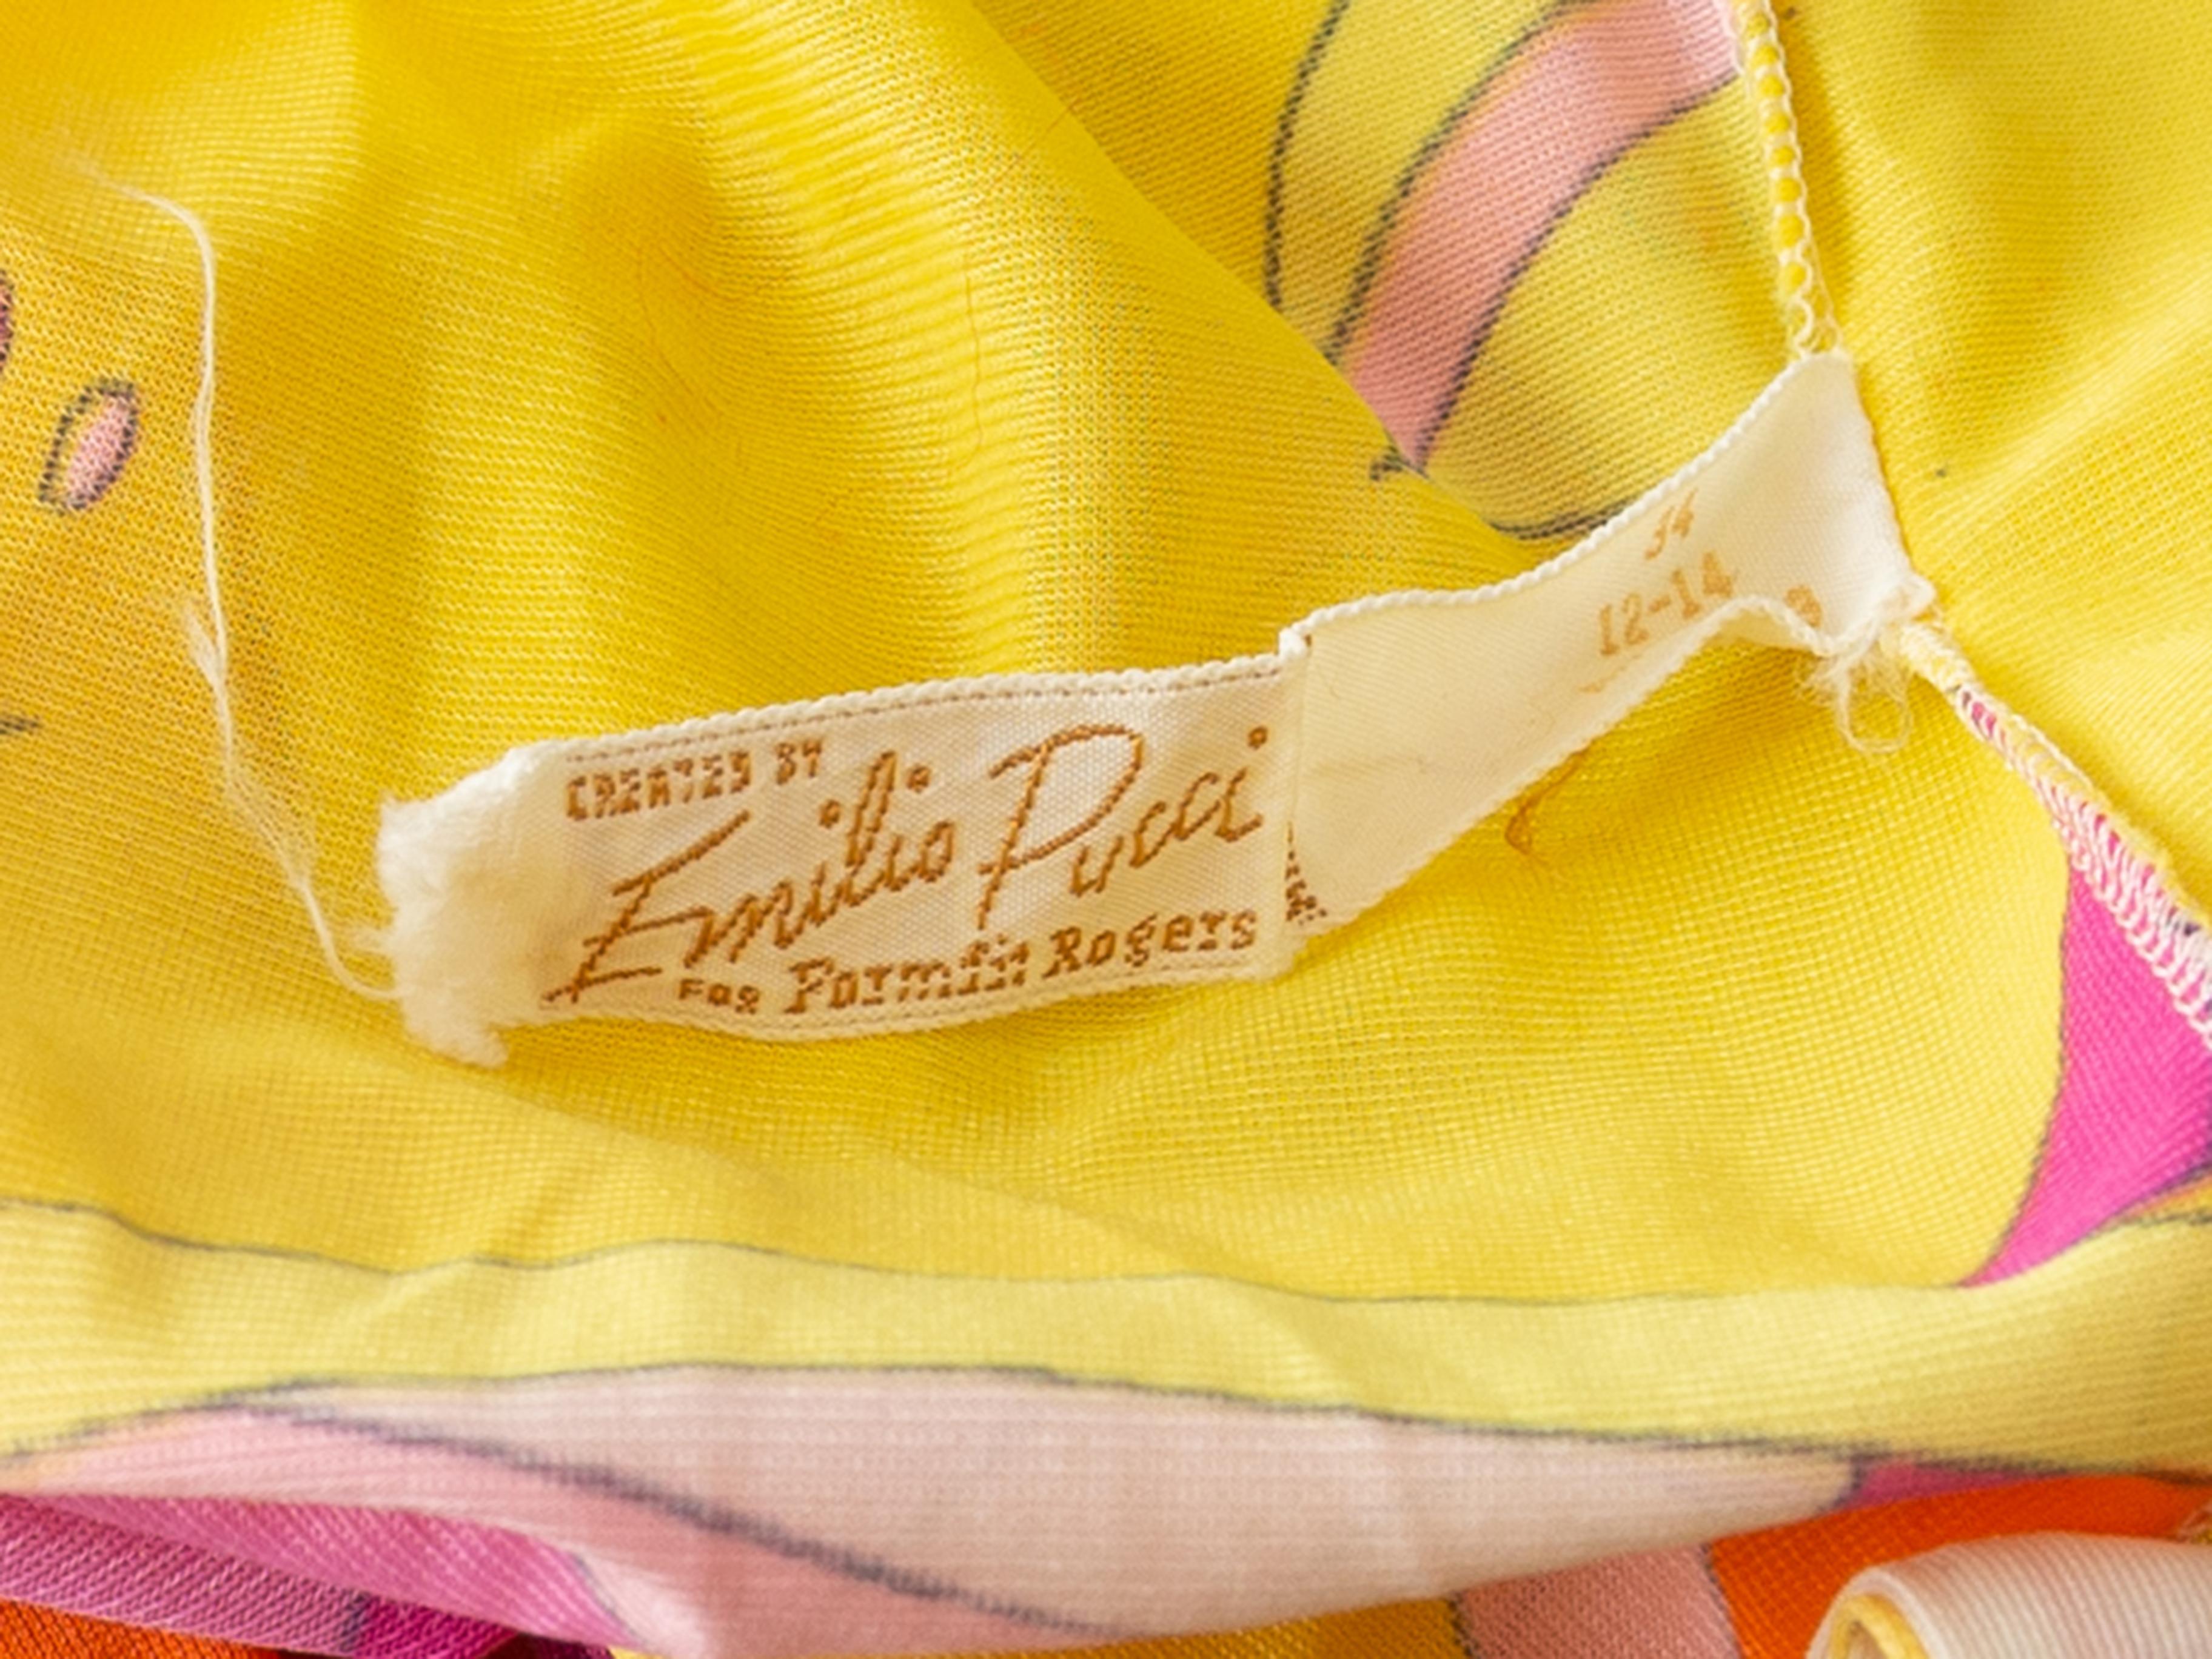 CREATED BY
Emilio Pucci
FOR Formfit Rogers
34
12-14